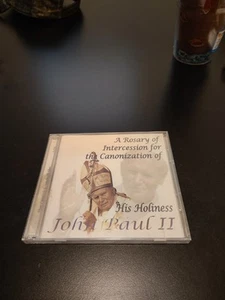 A Rosary of
Intercession for
the Canonization of
His Holiness
John Paul II